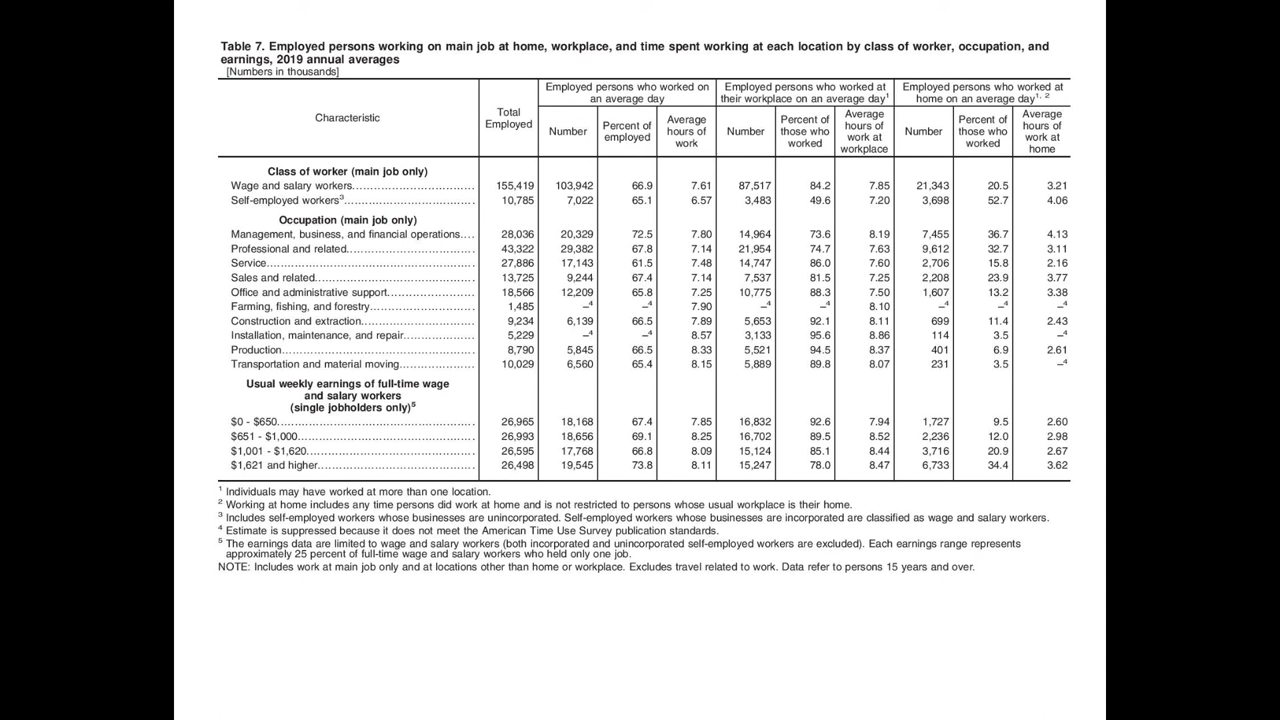 Table 7. Employed persons working on main job at home, workplace, and time spent working at each location by class of worker, occupation, and
earnings, 2019 annual averages
[Numbers in thousands]
Characteristic
Total Employed
Employed persons who worked on an average day
Employed persons who worked at their workplace on an average day¹
Employed persons who worked at home on an average day¹· ²
Number
Percent of employed
Average hours of work
Number
Percent of those who worked
Average hours of work at workplace
Number
Percent of those who worked
Average hours of work at home
Class of worker (main job only)
Wage and salary workers................................ 155,419 103,942 66.9 7.61 87,517 84.2 7.85 21,343 20.5 3.21
Self-employed workers³.................................. 10,785 7,022 65.1 6.57 3,483 49.6 7.20 3,698 52.7 4.06
Occupation (main job only)
Management, business, and financial operations.... 28,036 20,329 72.5 7.80 14,964 73.6 8.19 7,455 36.7 4.13
Professional and related................................. 43,322 29,382 67.8 7.14 21,954 74.7 7.63 9,612 32.7 3.11
Service...................................................... 27,886 17,143 61.5 7.48 14,747 86.0 7.60 2,706 15.8 2.16
Sales and related.......................................... 13,725 9,244 67.4 7.14 7,537 81.5 7.25 2,208 23.9 3.77
Office and administrative support....................... 18,566 12,209 65.8 7.25 10,775 88.3 7.50 1,607 13.2 3.38
Farming, fishing, and forestry............................ 1,485 –⁴ –⁴ 7.90 –⁴ –⁴ 8.10 –⁴ –⁴ –⁴
Construction and extraction.............................. 9,234 6,139 66.5 7.89 5,653 92.1 8.11 699 11.4 2.43
Installation, maintenance, and repair................... 5,229 –⁴ –⁴ 8.57 3,133 95.6 8.86 114 3.5 –⁴
Production.................................................. 8,790 5,845 66.5 8.33 5,521 94.5 8.37 401 6.9 2.61
Transportation and material moving.................... 10,029 6,560 65.4 8.15 5,889 89.8 8.07 231 3.5 –⁴
Usual weekly earnings of full-time wage
and salary workers
(single jobholders only)⁵
$0 - $650.................................................... 26,965 18,168 67.4 7.85 16,832 92.6 7.94 1,727 9.5 2.60
$651 - $1,000............................................... 26,993 18,656 69.1 8.25 16,702 89.5 8.52 2,236 12.0 2.98
$1,001 - $1,620............................................ 26,595 17,768 66.8 8.09 15,124 85.1 8.44 3,716 20.9 2.67
$1,621 and higher.......................................... 26,498 19,545 73.8 8.11 15,247 78.0 8.47 6,733 34.4 3.62
¹ Individuals may have worked at more than one location.
² Working at home includes any time persons did work at home and is not restricted to persons whose usual workplace is their home.
³ Includes self-employed workers whose businesses are unincorporated. Self-employed workers whose businesses are incorporated are classified as wage and salary workers.
⁴ Estimate is suppressed because it does not meet the American Time Use Survey publication standards.
⁵ The earnings data are limited to wage and salary workers (both incorporated and unincorporated self-employed workers are excluded). Each earnings range represents
approximately 25 percent of full-time wage and salary workers who held only one job.
NOTE: Includes work at main job only and at locations other than home or workplace. Excludes travel related to work. Data refer to persons 15 years and over.